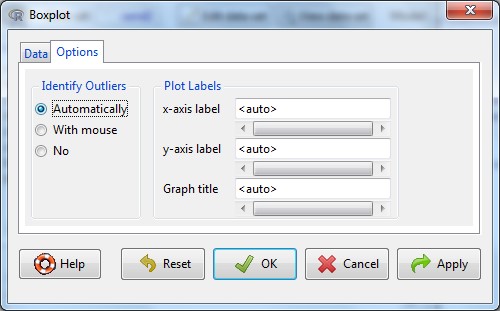 Boxplot
Data Options
Identify Outliers
Automatically
With mouse
No
Plot Labels
x-axis label <auto>
y-axis label <auto>
Graph title <auto>
Help Reset OK Cancel Apply